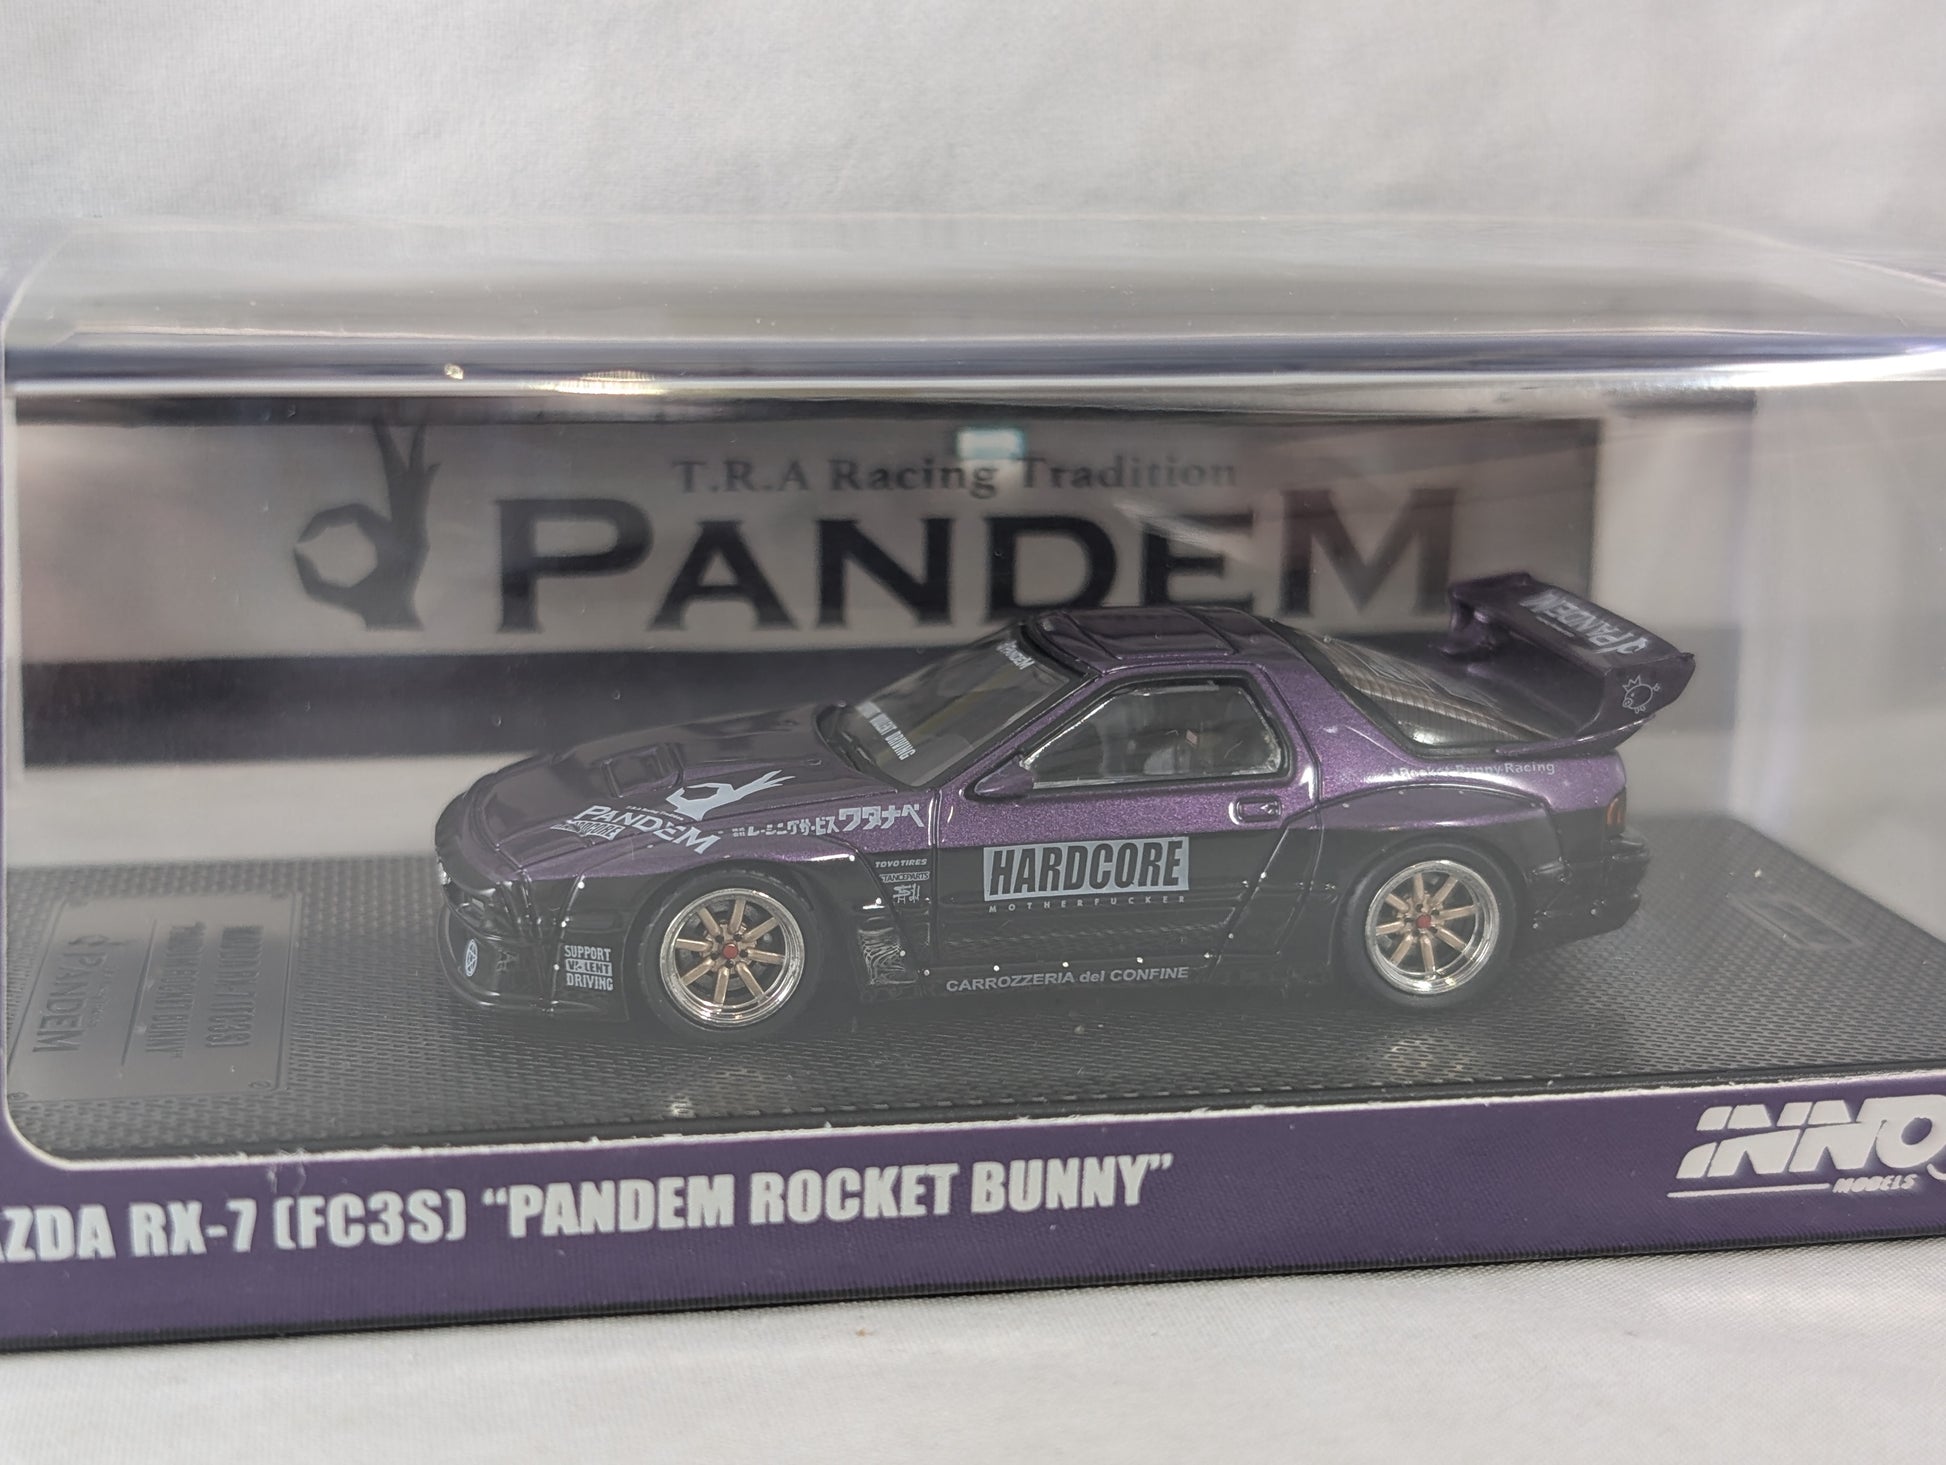 T.R.A Racing Tradition
PANDEM
PANDEM
Rocket Bunny Racing
PANDEM
レーシングサービスワタナベ
TOYO TIRES
HARDCORE
MOTHERFUCKER
SUPPORT
VIOLENT
DRIVING
CARROZZERIA del CONFINE
PANDEM
ZDA RX-7 (FC3S) “PANDEM ROCKET BUNNY”
INNO
MODELS